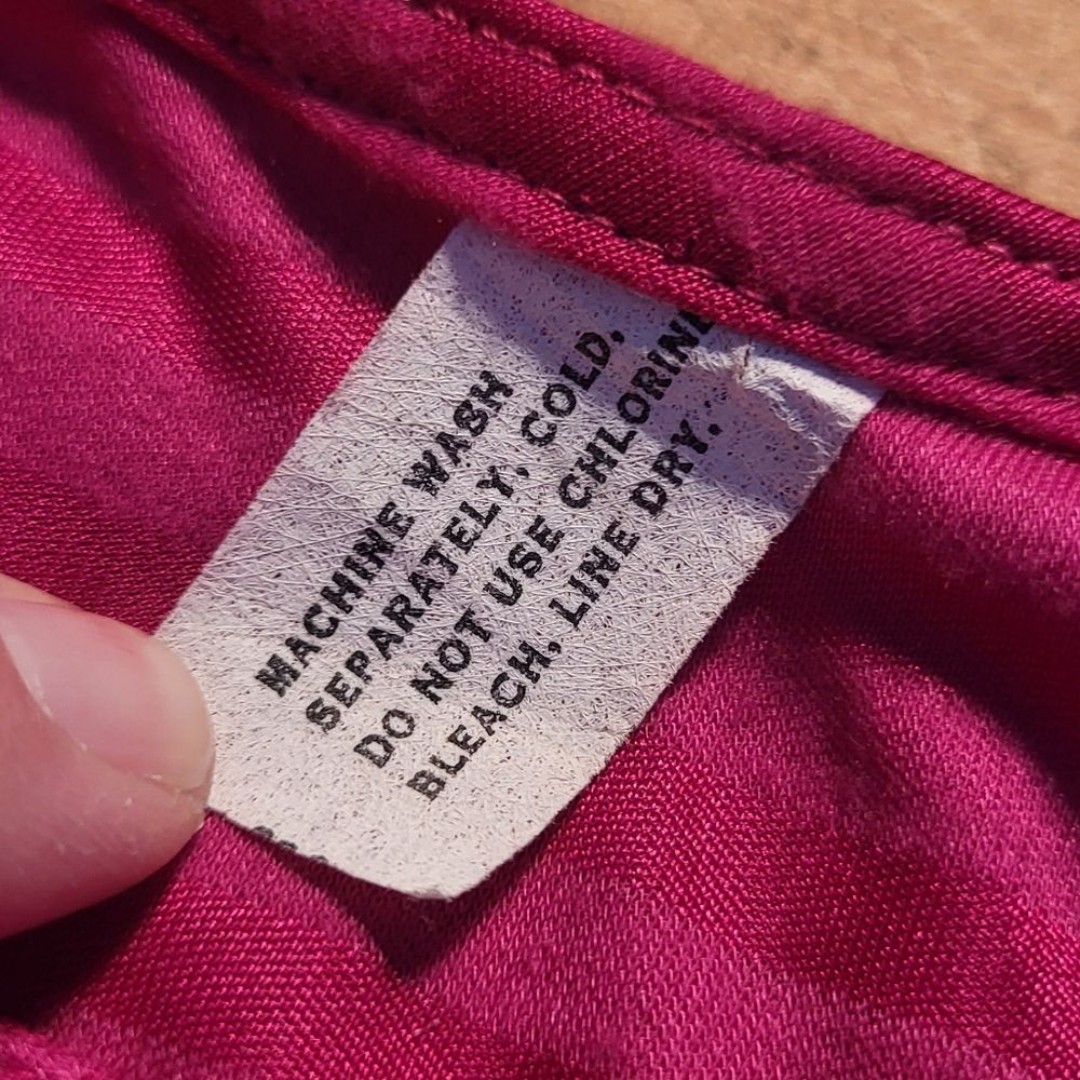 MACHINE WASH
SEPARATELY, COLD.
DO NOT USE CHLORINE
BLEACH. LINE DRY.